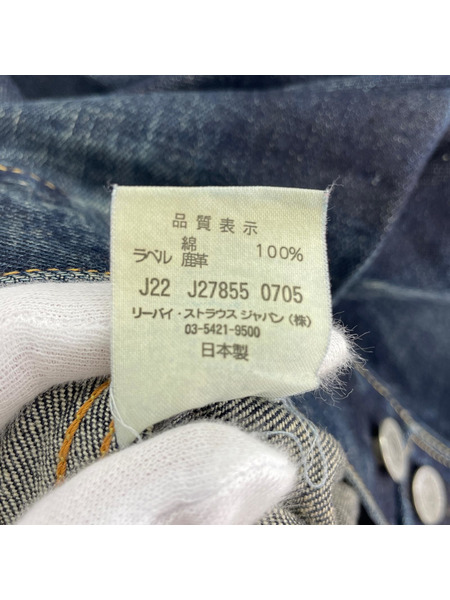 品質表示
綿 100%
ラベル 鹿革
J22 J27855 0705
リーバイ・ストラウス ジャパン(株)
03-5421-9500
日本製